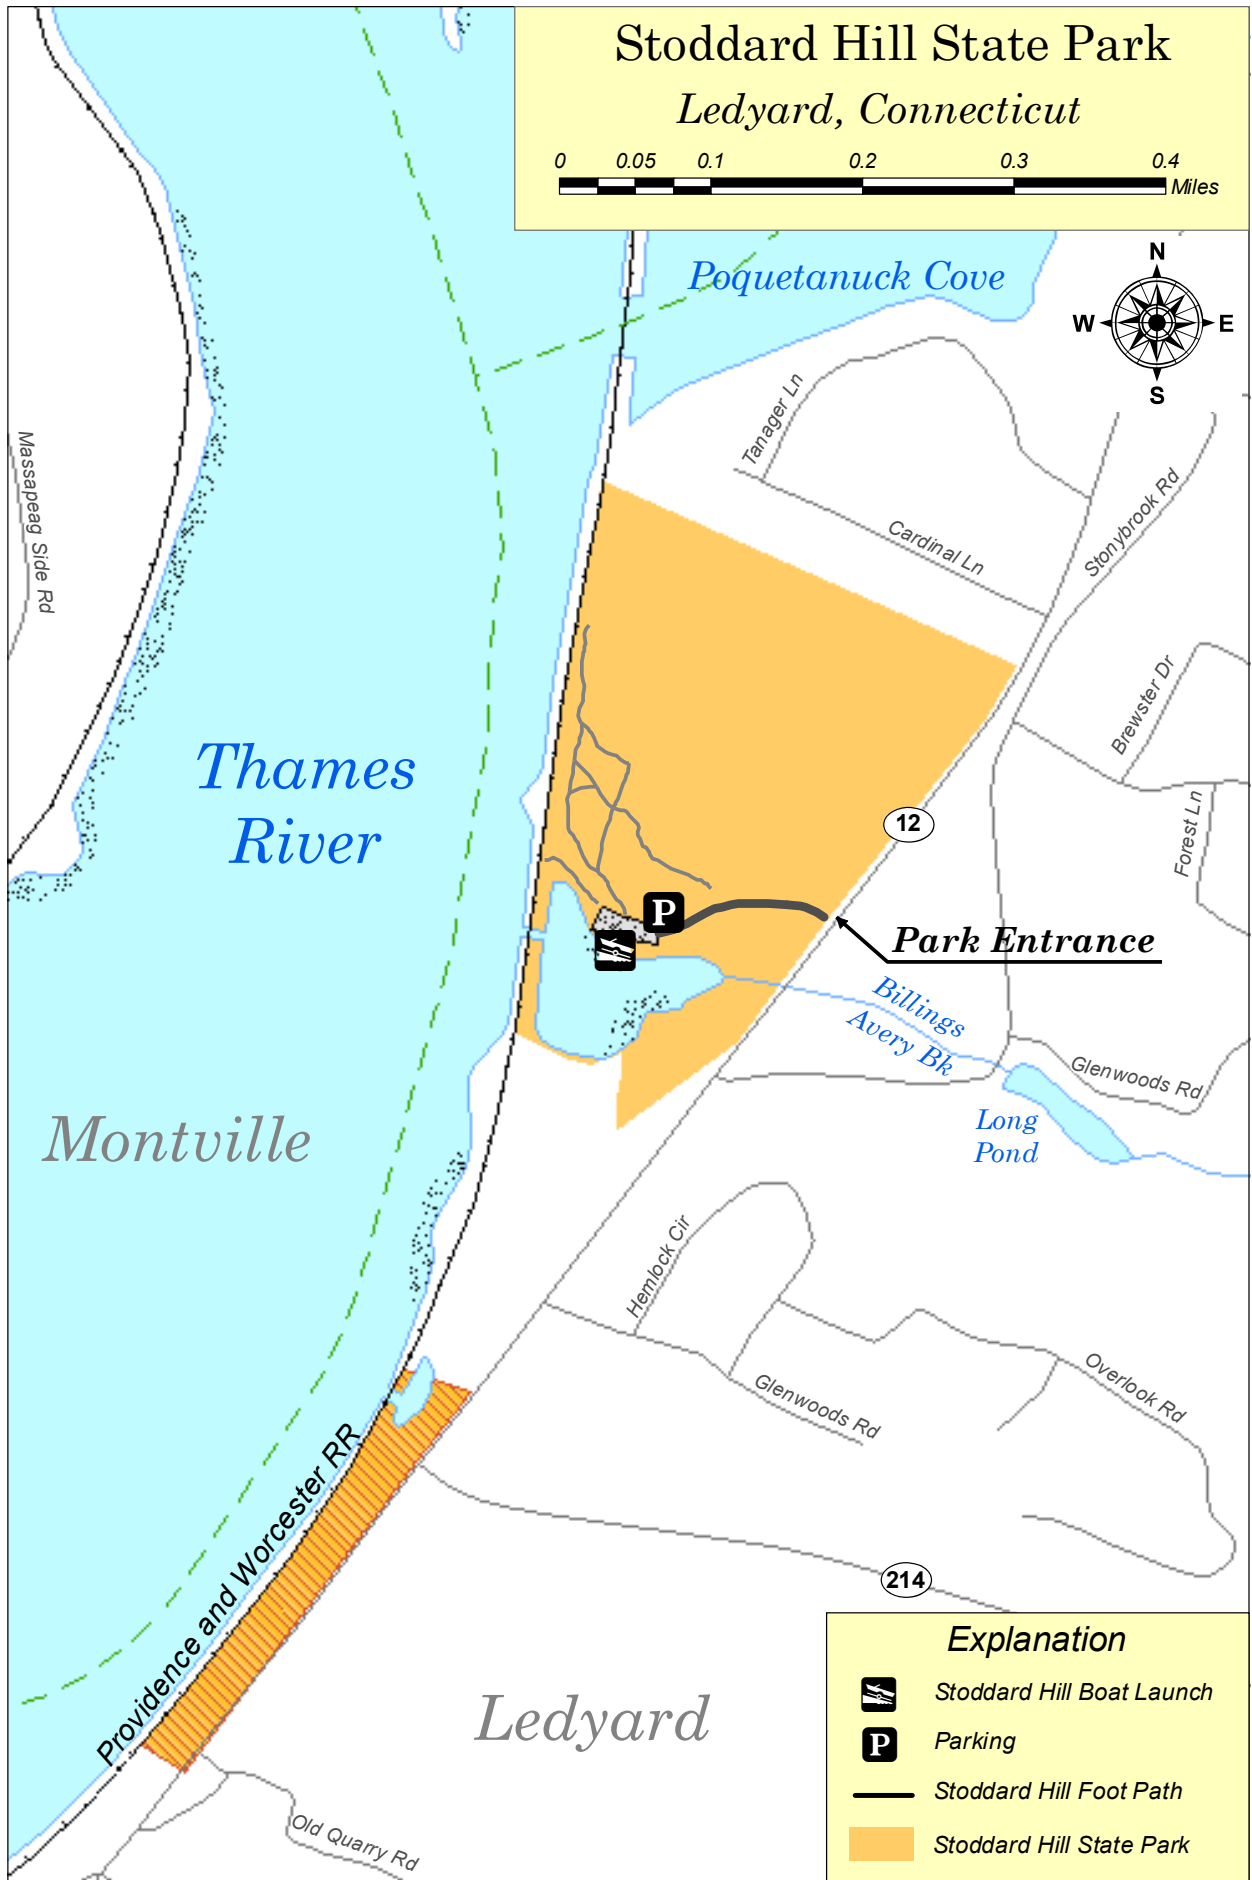 Stoddard Hill State Park
Ledyard, Connecticut
0 0.05 0.1 0.2 0.3 0.4
Miles
Poquetanuck Cove
N
W E
S
Tanager Ln
Massapeag Side Rd
Stonybrook Rd
Cardinal Ln
Brewster Dr
Thames
River
12
Forest Ln
P
Park Entrance
Billings
Avery Bk
Glenwoods Rd
Long
Pond
Montville
Hemlock Cir
Overlook Rd
Glenwoods Rd
Providence and Worcester RR
214
Ledyard
Old Quarry Rd
Explanation
Stoddard Hill Boat Launch
P Parking
Stoddard Hill Foot Path
Stoddard Hill State Park